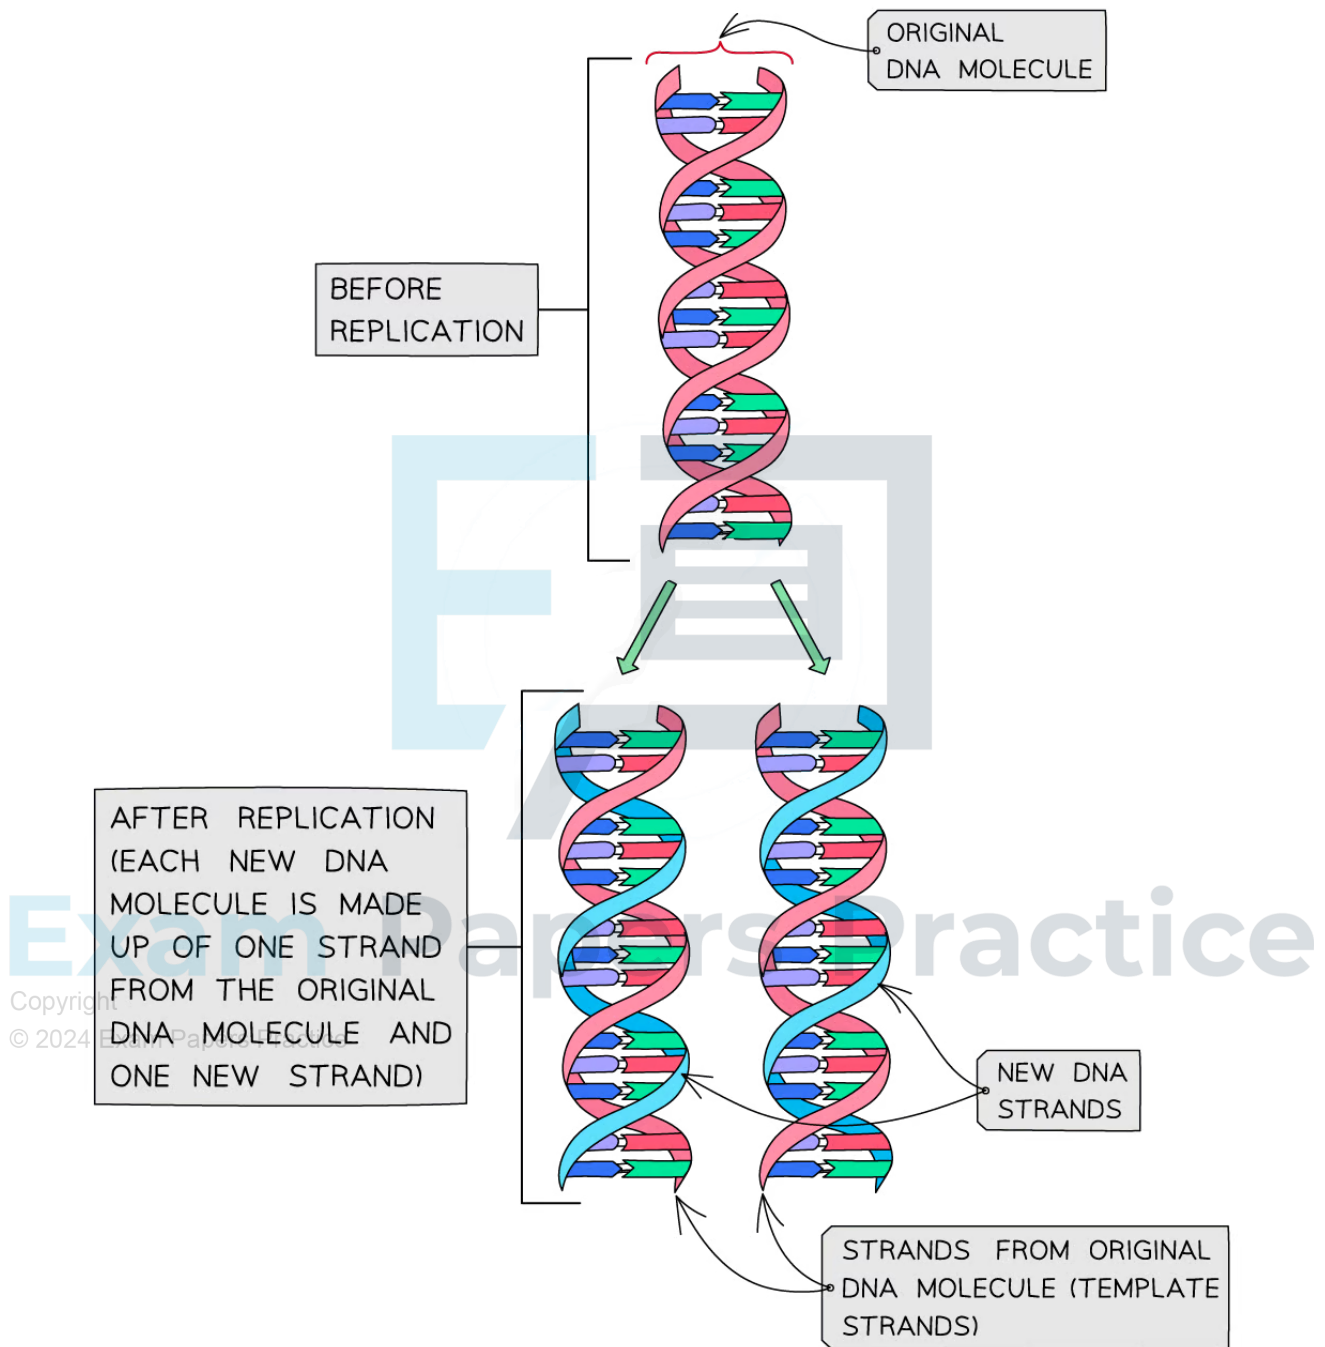 ORIGINAL
DNA MOLECULE
BEFORE
REPLICATION
AFTER REPLICATION
(EACH NEW DNA
MOLECULE IS MADE
UP OF ONE STRAND
FROM THE ORIGINAL
DNA MOLECULE AND
ONE NEW STRAND)
Exam Papers Practice
Copyright
© 2024 Exam Papers Practice
NEW DNA
STRANDS
STRANDS FROM ORIGINAL
DNA MOLECULE (TEMPLATE
STRANDS)